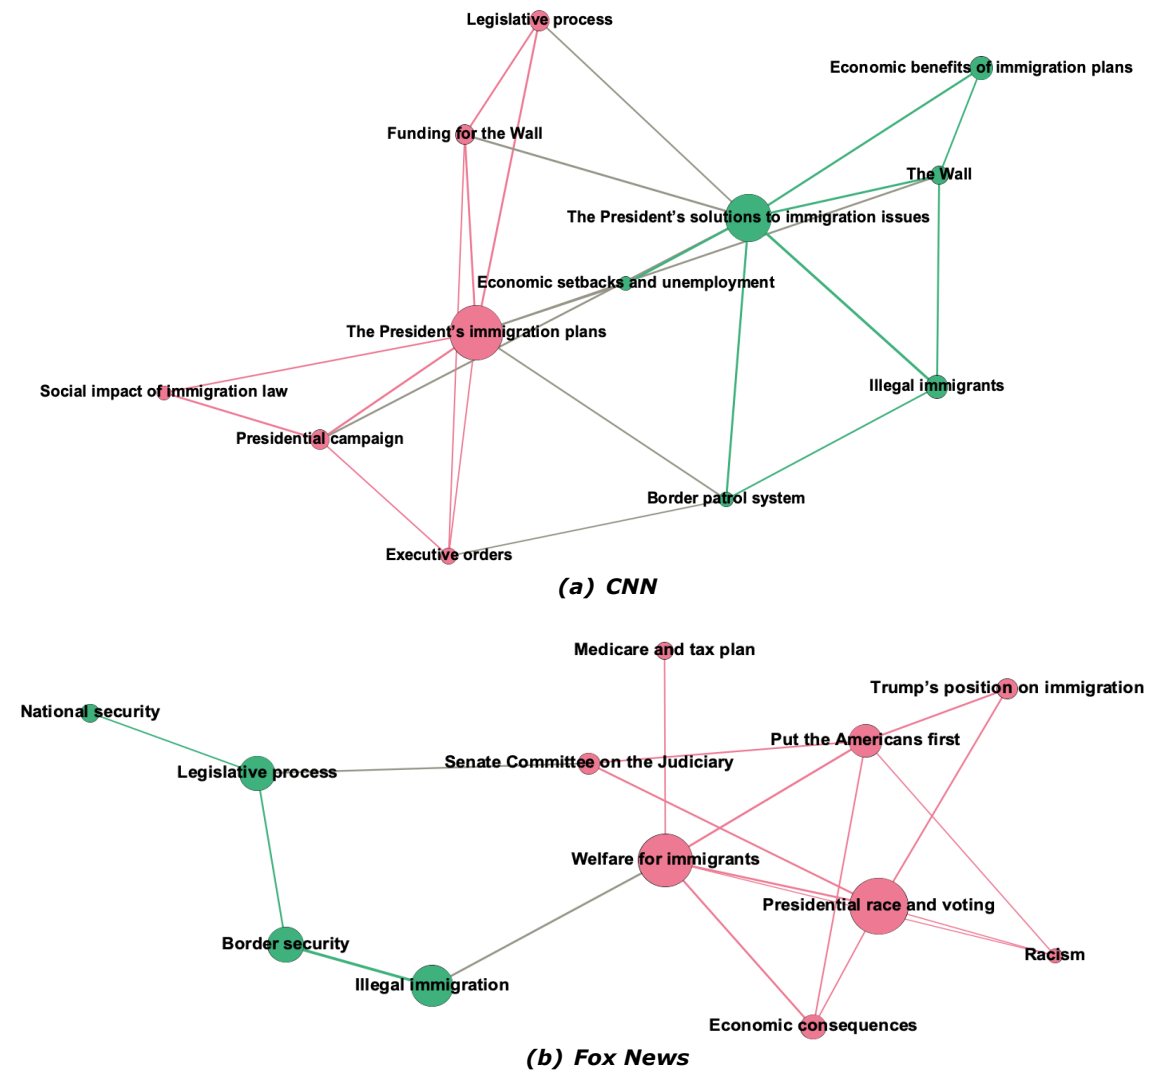 Legislative process
Economic benefits of immigration plans
Funding for the Wall
The Wall
The President's solutions to immigration issues
Economic setbacks and unemployment
The President's immigration plans
Social impact of immigration law
Illegal immigrants
Presidential campaign
Border patrol system
Executive orders
(a) CNN
Medicare and tax plan
Trump's position on immigration
National security
Put the Americans first
Senate Committee on the Judiciary
Legislative process
Welfare for immigrants
Presidential race and voting
Border security
Racism
Illegal immigration
Economic consequences
(b) Fox News